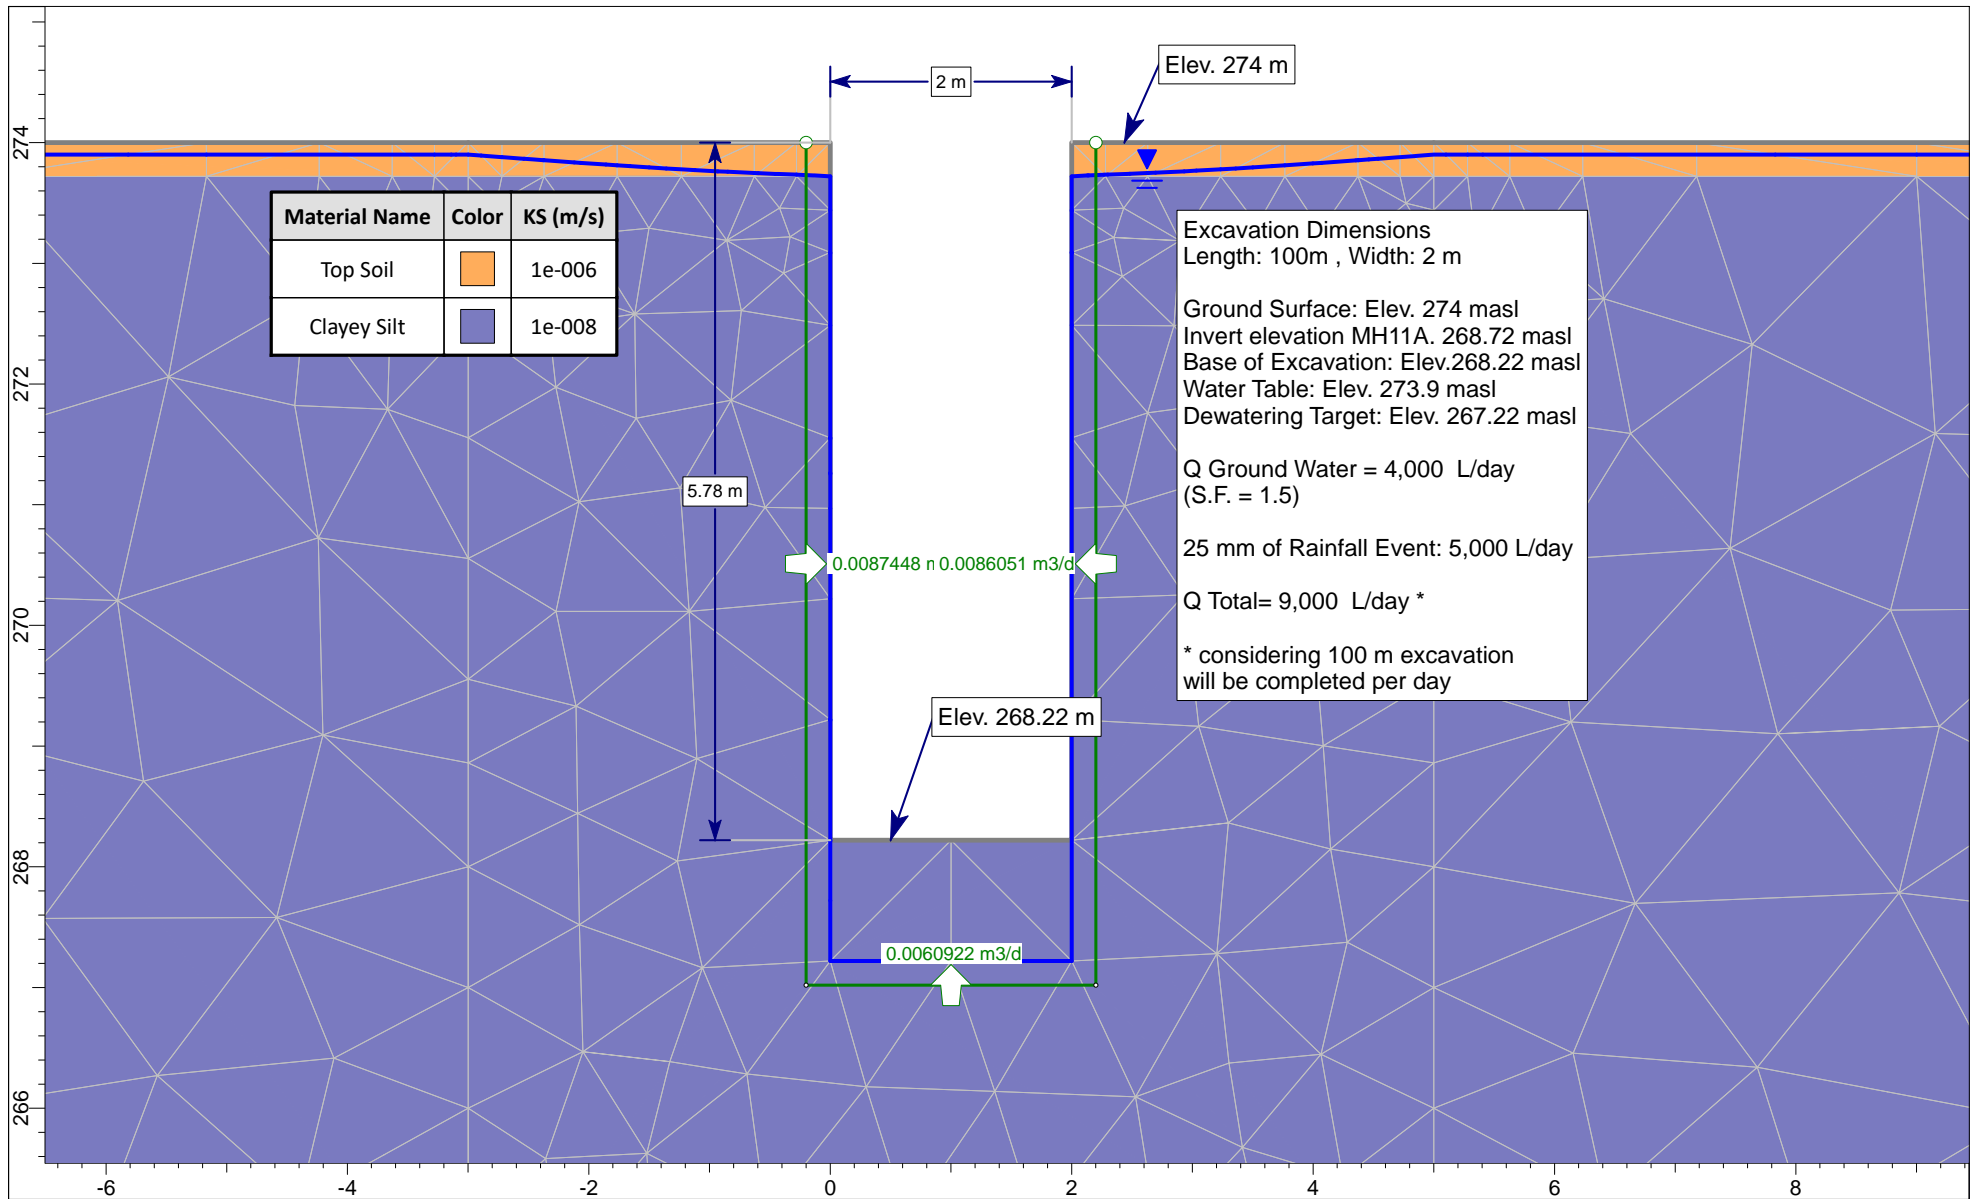 2 m
Elev. 274 m
274
272
270
268
266
Material Name Color KS (m/s)
Top Soil 1e-006
Clayey Silt 1e-008
Excavation Dimensions
Length: 100m , Width: 2 m
Ground Surface: Elev. 274 masl
Invert elevation MH11A. 268.72 masl
Base of Excavation: Elev.268.22 masl
Water Table: Elev. 273.9 masl
Dewatering Target: Elev. 267.22 masl
Q Ground Water = 4,000 L/day
(S.F. = 1.5)
25 mm of Rainfall Event: 5,000 L/day
Q Total= 9,000 L/day *
* considering 100 m excavation
will be completed per day
5.78 m
0.0087448 0.0086051 m3/d
Elev. 268.22 m
0.0060922 m3/d
-6 -4 -2 0 2 4 6 8